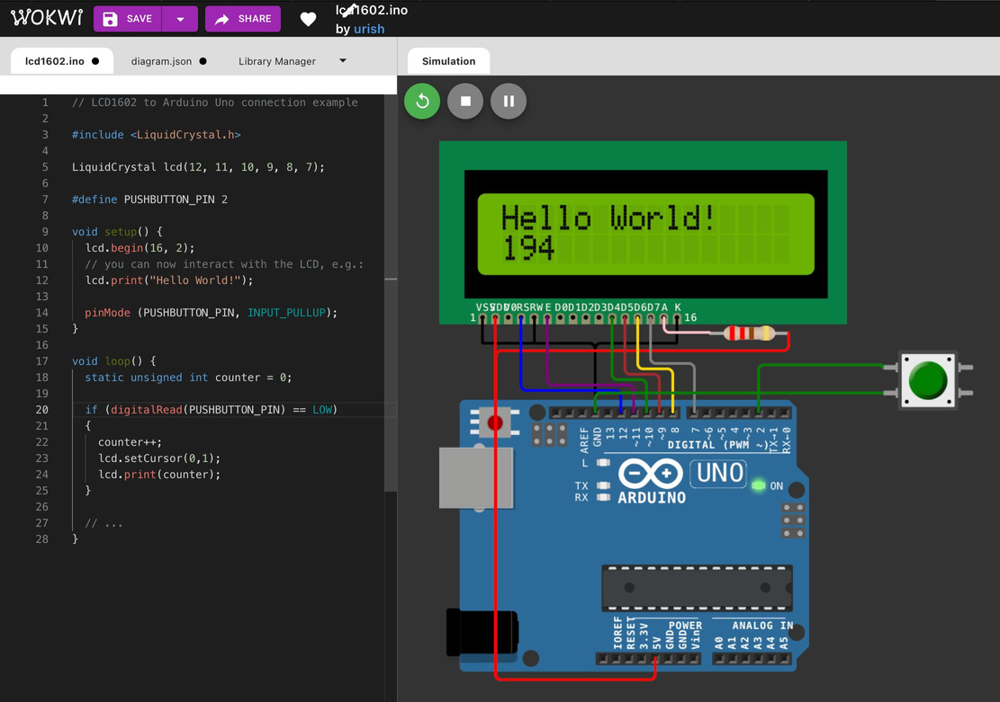 WOKWi
SAVE
SHARE
lcd1602.ino
by urish
lcd1602.ino
diagram.json
Library Manager
Simulation
1 // LCD1602 to Arduino Uno connection example
2
3 #include <LiquidCrystal.h>
4
5 LiquidCrystal lcd(12, 11, 10, 9, 8, 7);
6
7 #define PUSHBUTTON_PIN 2
8
9 void setup() {
10 lcd.begin(16, 2);
11 // you can now interact with the LCD, e.g.:
12 lcd.print("Hello World!");
13
14 pinMode (PUSHBUTTON_PIN, INPUT_PULLUP);
15 }
16
17 void loop() {
18 static unsigned int counter = 0;
19
20 if (digitalRead(PUSHBUTTON_PIN) == LOW)
21 {
22 counter++;
23 lcd.setCursor(0,1);
24 lcd.print(counter);
25 }
26
27 // ...
28 }
Hello World!
194
VSS VDD V0 RS RW E D0 D1 D2 D3 D4 D5 D6 D7 A K
1 16
AREF GND 13 12 ~11 ~10 ~9 8 7 ~6 ~5 4 ~3 2 TX→1 RX←0
DIGITAL (PWM ~)
L
TX
RX
UNO
ON
ARDUINO
IOREF RESET 3.3V 5V GND GND Vin
POWER
ANALOG IN
A0 A1 A2 A3 A4 A5